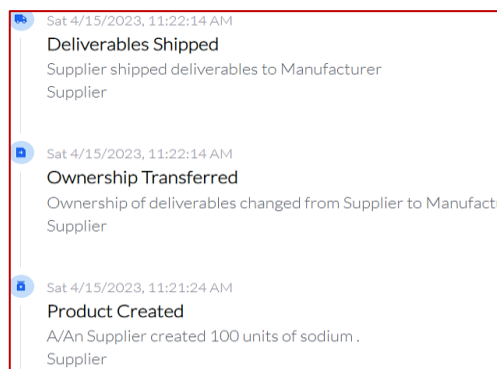 Sat 4/15/2023, 11:22:14 AM
Deliverables Shipped
Supplier shipped deliverables to Manufacturer
Supplier
Sat 4/15/2023, 11:22:14 AM
Ownership Transferred
Ownership of deliverables changed from Supplier to
Supplier
Sat 4/15/2023, 11:21:24 AM
Product Created
A/An Supplier created 100 units of sodium .
Supplier